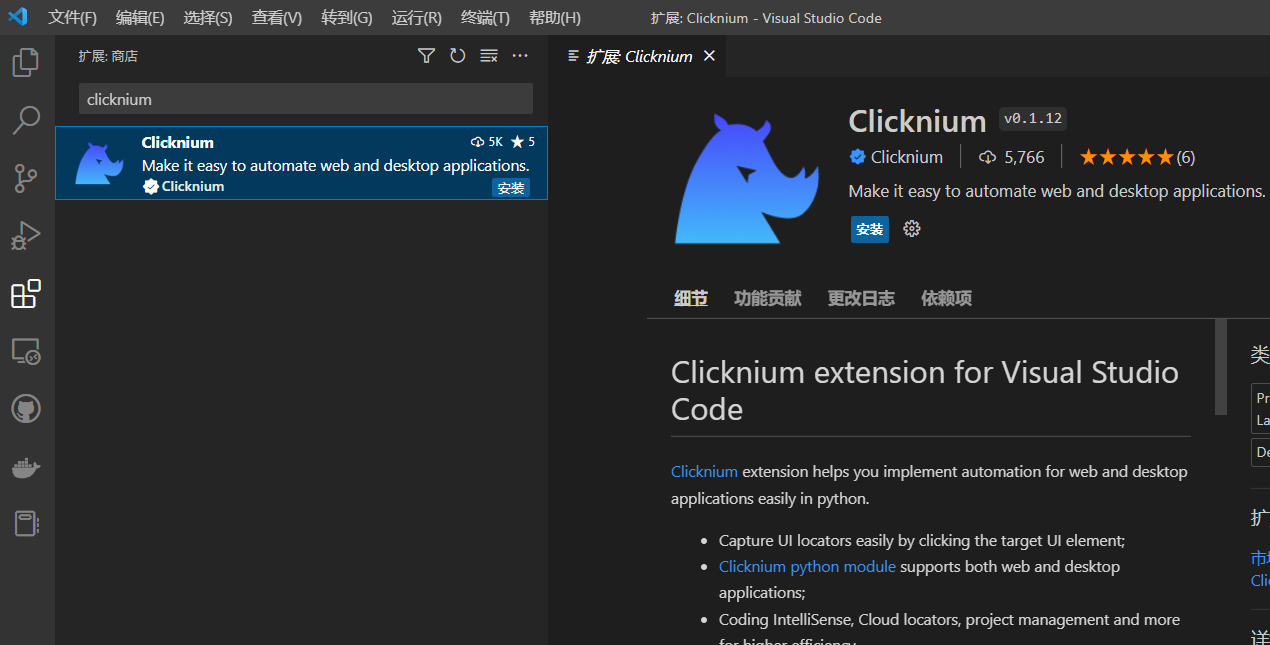 文件(F) 编辑(E) 选择(S) 查看(V) 转到(G) 运行(R) 终端(T) 帮助(H) 扩展: Clicknium - Visual Studio Code
扩展: 商店
clicknium
Clicknium 5K ★ 5
Make it easy to automate web and desktop applications.
Clicknium 安装
扩展: Clicknium
Clicknium v0.1.12
Clicknium 5,766 ★★★★★(6)
Make it easy to automate web and desktop applications.
安装
细节 功能贡献 更改日志 依赖项
Clicknium extension for Visual Studio
Code
Clicknium extension helps you implement automation for web and desktop
applications easily in python.
• Capture UI locators easily by clicking the target UI element;
• Clicknium python module supports both web and desktop
applications;
• Coding IntelliSense, Cloud locators, project management and more
for higher efficiency
类
Pr
La
De
扩
市
Cli
详